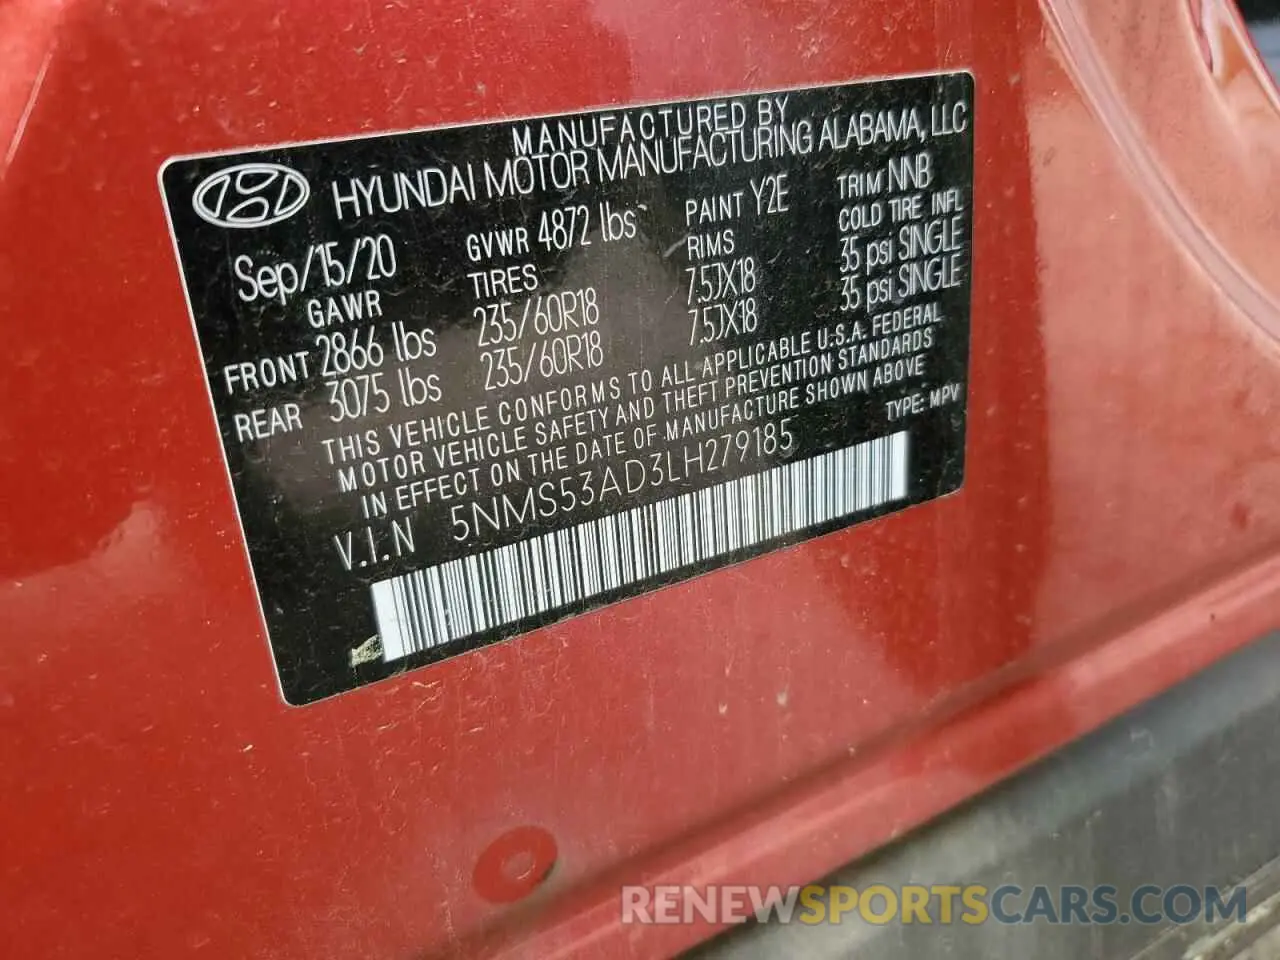 MANUFACTURED BY
HYUNDAI MOTOR MANUFACTURING ALABAMA, LLC
Sep/15/20 GVWR 4872 lbs PAINT Y2E TRIM NNB
GAWR TIRES RIMS COLD TIRE INFL
FRONT 2866 lbs 235/60R18 7.5JX18 35 psi SINGLE
REAR 3075 lbs 235/60R18 7.5JX18 35 psi SINGLE
THIS VEHICLE CONFORMS TO ALL APPLICABLE U.S.A. FEDERAL
MOTOR VEHICLE SAFETY AND THEFT PREVENTION STANDARDS
IN EFFECT ON THE DATE OF MANUFACTURE SHOWN ABOVE
V.I.N 5NMS53AD3LH279185 TYPE: MPV
RENEWSPORTSCARS.COM